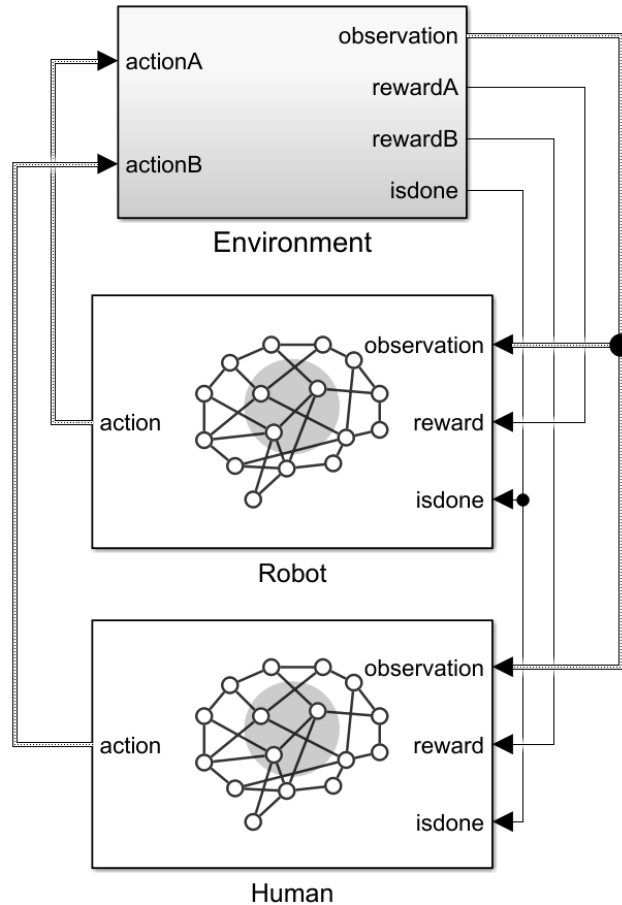 observation
actionA
rewardA
rewardB
actionB
isdone
Environment
observation
action
reward
isdone
Robot
observation
action
reward
isdone
Human